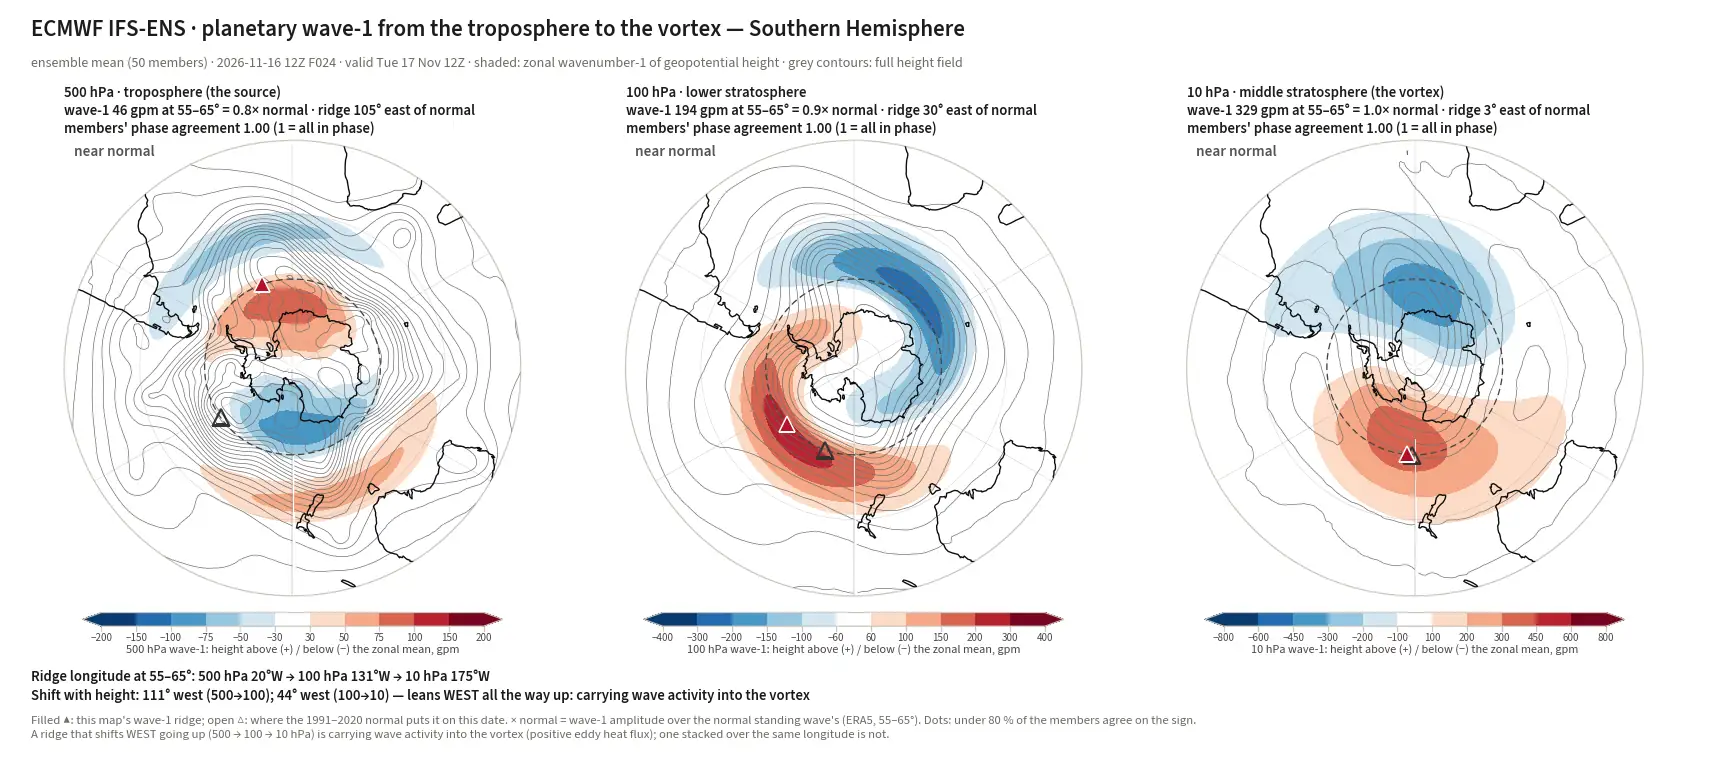 ECMWF IFS-ENS · planetary wave-1 from the troposphere to the vortex — Southern Hemisphere
ensemble mean (50 members) · 2026-11-16 12Z F024 · valid Tue 17 Nov 12Z · shaded: zonal wavenumber-1 of geopotential height · grey contours: full height field
500 hPa · troposphere (the source)
wave-1 46 gpm at 55–65° = 0.8× normal · ridge 105° east of normal
members' phase agreement 1.00 (1 = all in phase)
near normal
100 hPa · lower stratosphere
wave-1 194 gpm at 55–65° = 0.9× normal · ridge 30° east of normal
members' phase agreement 1.00 (1 = all in phase)
near normal
10 hPa · middle stratosphere (the vortex)
wave-1 329 gpm at 55–65° = 1.0× normal · ridge 3° east of normal
members' phase agreement 1.00 (1 = all in phase)
near normal
−200 −150 −100 −75 −50 −30 30 50 75 100 150 200
500 hPa wave-1: height above (+) / below (−) the zonal mean, gpm
−400 −300 −200 −150 −100 −60 60 100 150 200 300 400
100 hPa wave-1: height above (+) / below (−) the zonal mean, gpm
−800 −600 −450 −300 −200 −100 100 200 300 450 600 800
10 hPa wave-1: height above (+) / below (−) the zonal mean, gpm
Ridge longitude at 55–65°: 500 hPa 20°W → 100 hPa 131°W → 10 hPa 175°W
Shift with height: 111° west (500→100); 44° west (100→10) — leans WEST all the way up: carrying wave activity into the vortex
Filled ▲: this map's wave-1 ridge; open △: where the 1991–2020 normal puts it on this date. × normal = wave-1 amplitude over the normal standing wave's (ERA5, 55–65°). Dots: under 80 % of the members agree on the sign.
A ridge that shifts WEST going up (500 → 100 → 10 hPa) is carrying wave activity into the vortex (positive eddy heat flux); one stacked over the same longitude is not.